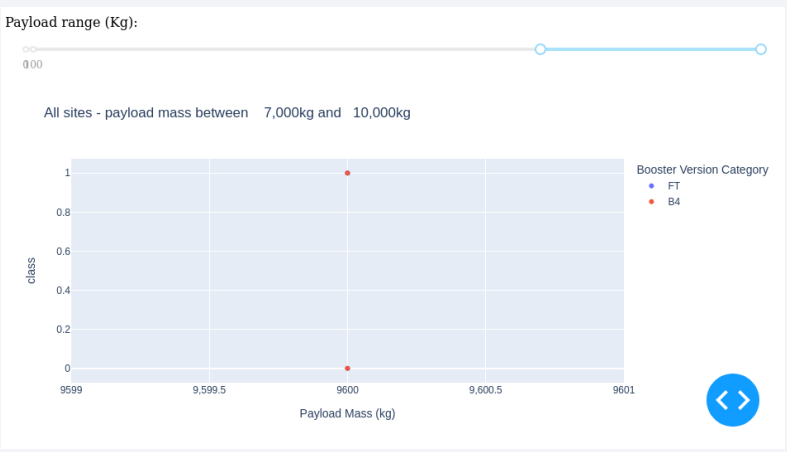 Payload range (Kg):
0 100
All sites - payload mass between 7,000kg and 10,000kg
Booster Version Category
FT
B4
1
0.8
0.6
0.4
0.2
0
class
9599 9,599.5 9600 9,600.5 9601
Payload Mass (kg)